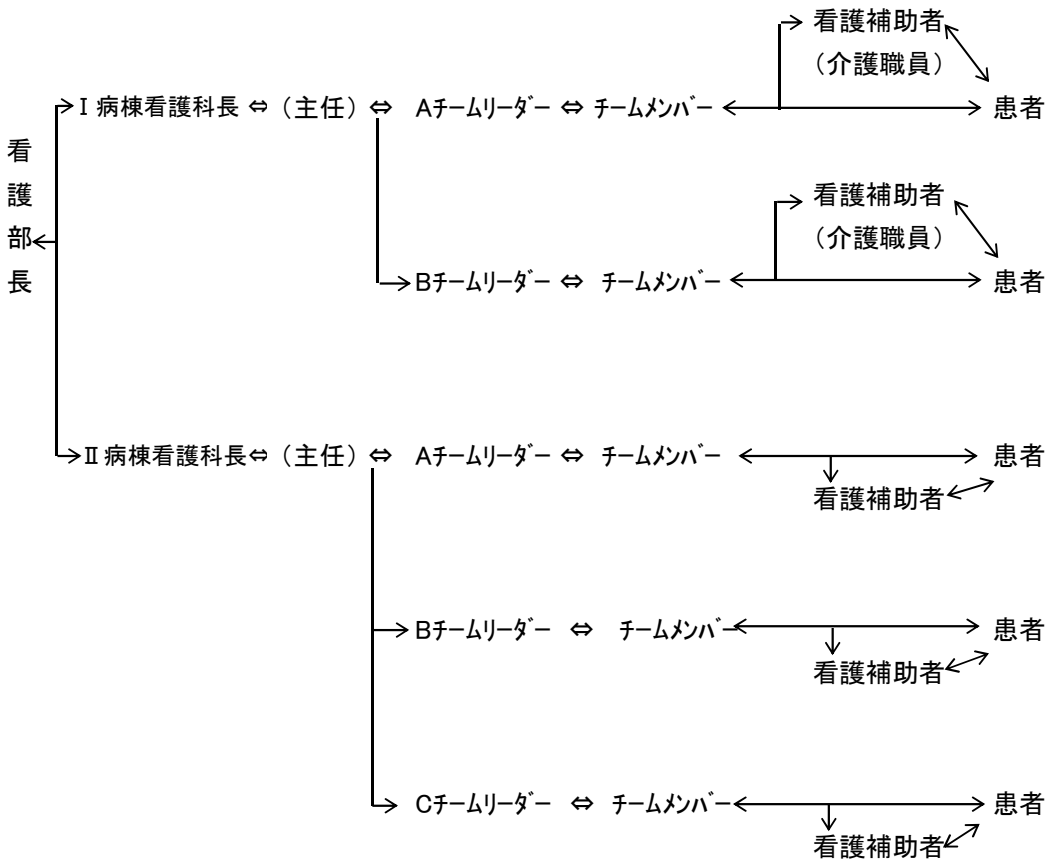 看護部長
看護補助者
（介護職員）
Ⅰ病棟看護科長 ⇔ （主任） ⇔ Aﾁｰﾑﾘｰﾀﾞｰ ⇔ ﾁｰﾑﾒﾝﾊﾞｰ 患者
看護補助者
（介護職員）
Bﾁｰﾑﾘｰﾀﾞｰ ⇔ ﾁｰﾑﾒﾝﾊﾞｰ 患者
Ⅱ病棟看護科長⇔ （主任） ⇔ Aﾁｰﾑﾘｰﾀﾞｰ ⇔ ﾁｰﾑﾒﾝﾊﾞｰ 患者
看護補助者
Bﾁｰﾑﾘｰﾀﾞｰ ⇔ ﾁｰﾑﾒﾝﾊﾞｰ 患者
看護補助者
Cﾁｰﾑﾘｰﾀﾞｰ ⇔ ﾁｰﾑﾒﾝﾊﾞｰ 患者
看護補助者